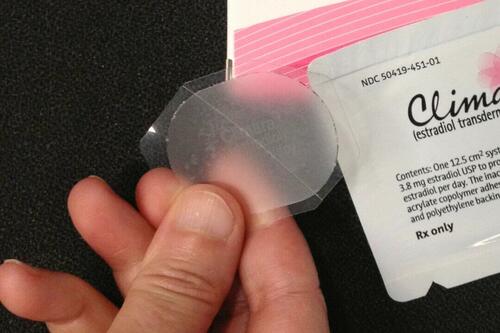 NDC 50419-451-01
Clima
(estradiol transderm
Contents: One 12.5 cm² syst
3.8 mg estradiol USP to pro
estradiol per day. The inac
acrylate copolymer adhes
and polyethylene backin
Rx only